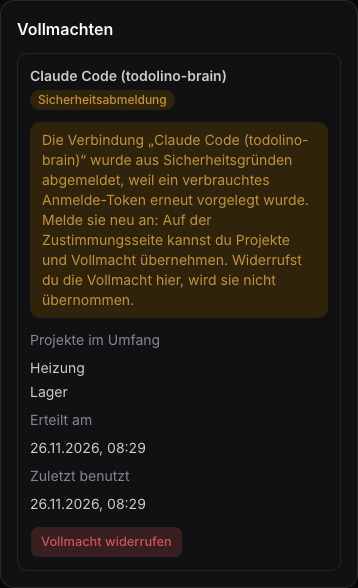 Vollmachten
Claude Code (todolino-brain)
Sicherheitsabmeldung
Die Verbindung „Claude Code (todolino-
brain)“ wurde aus Sicherheitsgründen
abgemeldet, weil ein verbrauchtes
Anmelde-Token erneut vorgelegt wurde.
Melde sie neu an: Auf der
Zustimmungsseite kannst du Projekte
und Vollmacht übernehmen. Widerrufst
du die Vollmacht hier, wird sie nicht
übernommen.
Projekte im Umfang
Heizung
Lager
Erteilt am
26.11.2026, 08:29
Zuletzt benutzt
26.11.2026, 08:29
Vollmacht widerrufen